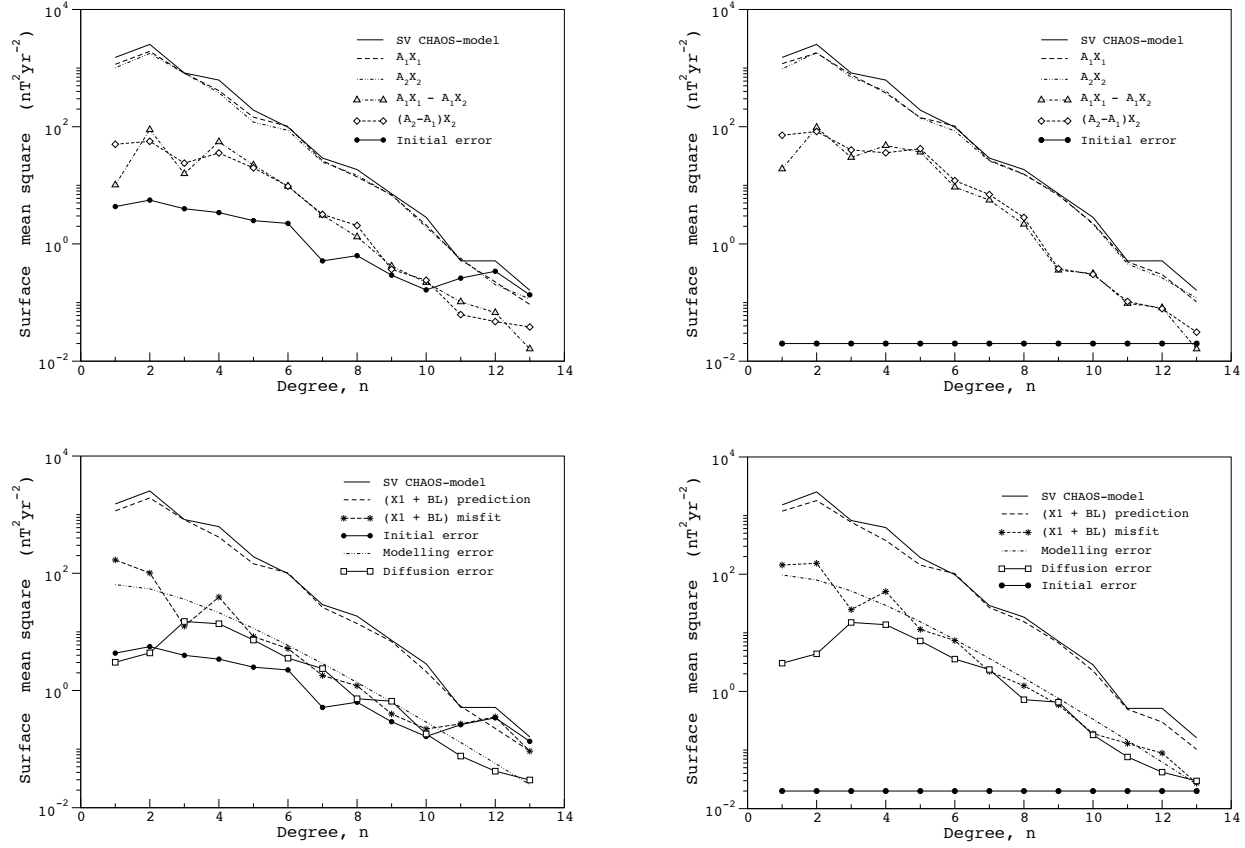 Surface mean square (nT²yr⁻²)
10⁴
10²
10⁰
10⁻²
SV CHAOS-model
A₁X₁
A₂X₂
A₁X₁ − A₁X₂
(A₂−A₁)X₂
Initial error
0 2 4 6 8 10 12 14
Degree, n
Surface mean square (nT²yr⁻²)
10⁴
10²
10⁰
10⁻²
SV CHAOS-model
A₁X₁
A₂X₂
A₁X₁ − A₁X₂
(A₂−A₁)X₂
Initial error
0 2 4 6 8 10 12 14
Degree, n
Surface mean square (nT²yr⁻²)
10⁴
10²
10⁰
10⁻²
SV CHAOS-model
(X1 + BL) prediction
(X1 + BL) misfit
Initial error
Modelling error
Diffusion error
0 2 4 6 8 10 12 14
Degree, n
Surface mean square (nT²yr⁻²)
10⁴
10²
10⁰
10⁻²
SV CHAOS-model
(X1 + BL) prediction
(X1 + BL) misfit
Modelling error
Diffusion error
Initial error
0 2 4 6 8 10 12 14
Degree, n